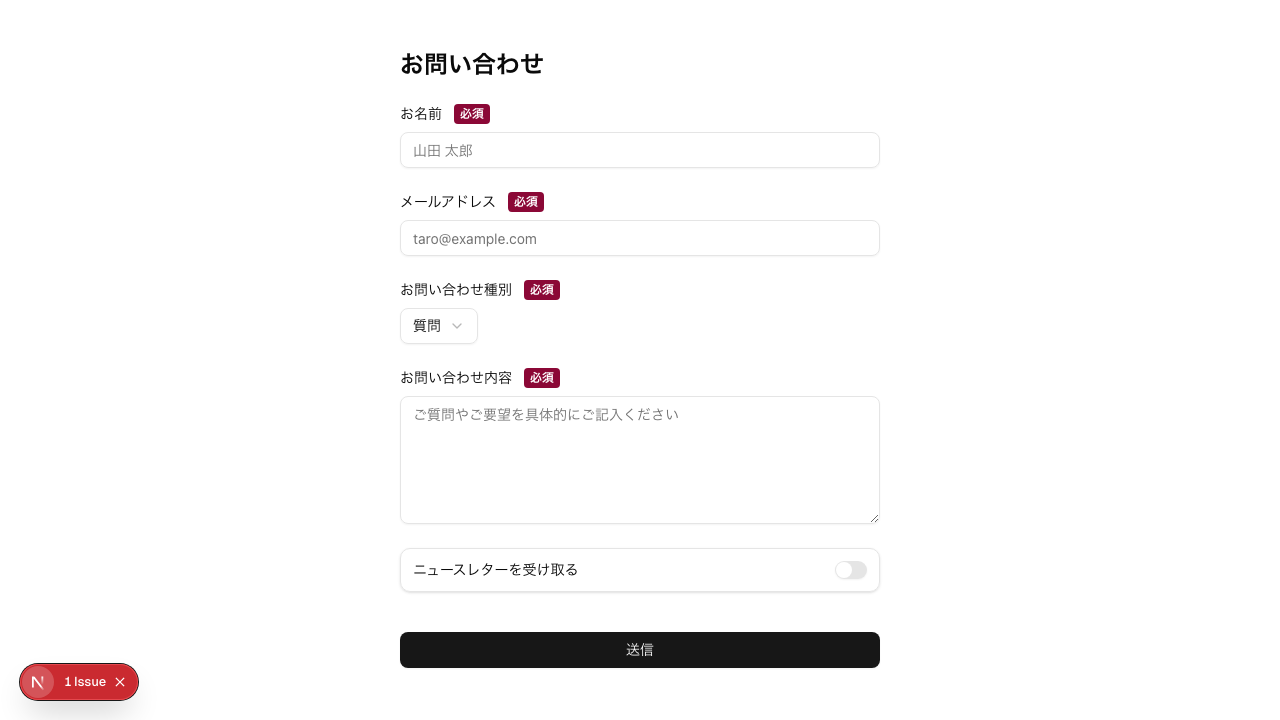 お問い合わせ
お名前 必須
山田 太郎
メールアドレス 必須
taro@example.com
お問い合わせ種別 必須
質問
お問い合わせ内容 必須
ご質問やご要望を具体的にご記入ください
ニュースレターを受け取る
送信
N 1 Issue